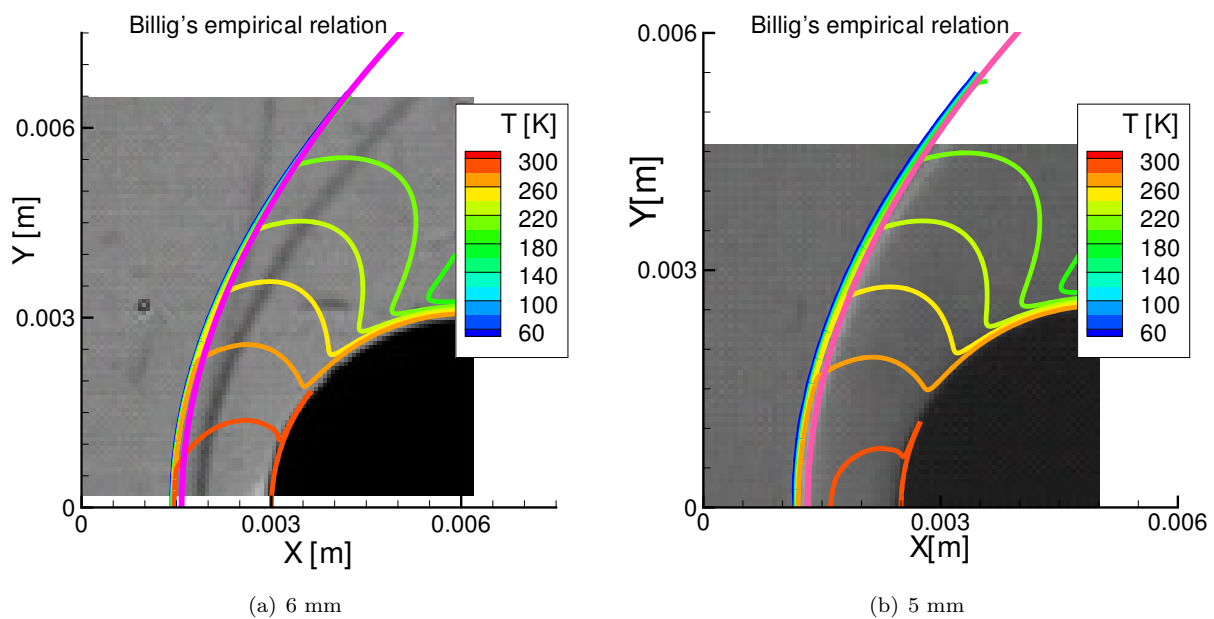 Billig's empirical relation
Y [m]
0.006
0.003
0
T [K]
300
260
220
180
140
100
60
0
0.003
0.006
X [m]
(a) 6 mm
Billig's empirical relation
Y[m]
0.006
0.003
0
T [K]
300
260
220
180
140
100
60
0
0.003
0.006
X[m]
(b) 5 mm